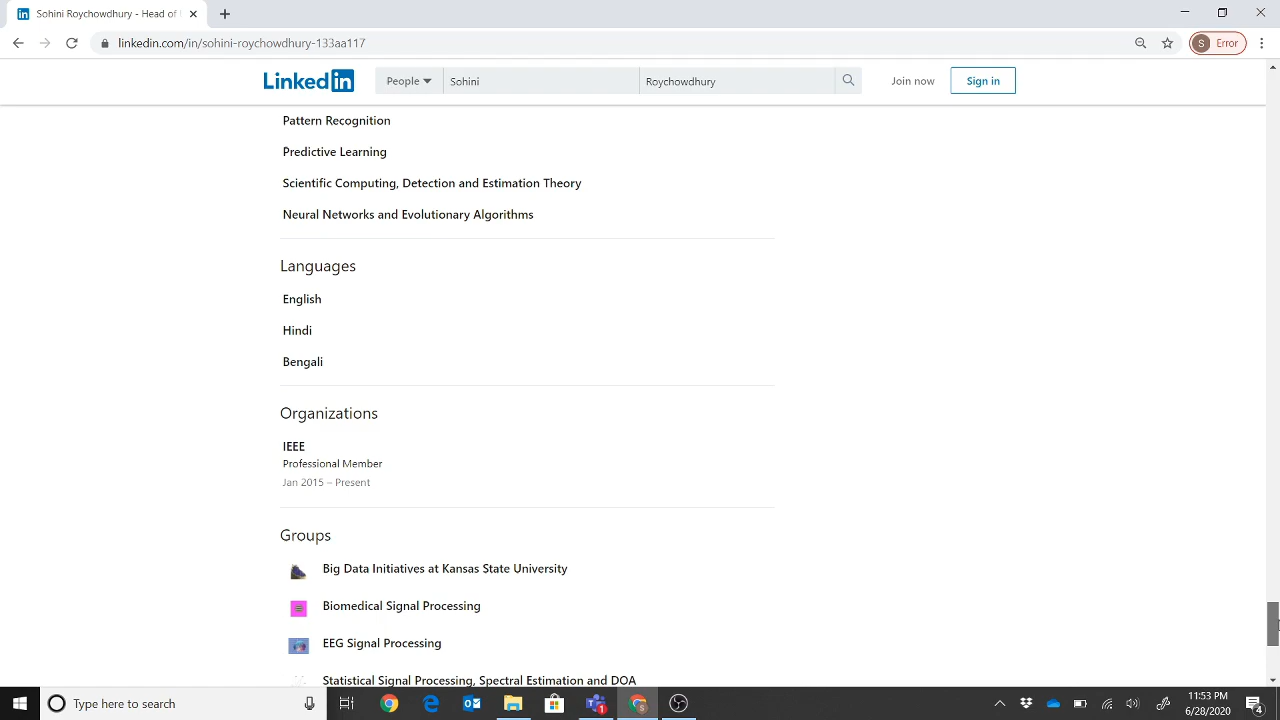 Sohini Roychowdhury - Head of
linkedin.com/in/sohini-roychowdhury-133aa117
S Error
Linked in
People
Sohini
Roychowdhury
Join now
Sign in
Pattern Recognition
Predictive Learning
Scientific Computing, Detection and Estimation Theory
Neural Networks and Evolutionary Algorithms
Languages
English
Hindi
Bengali
Organizations
IEEE
Professional Member
Jan 2015 – Present
Groups
Big Data Initiatives at Kansas State University
Biomedical Signal Processing
EEG Signal Processing
Statistical Signal Processing, Spectral Estimation and DOA
Type here to search
11:53 PM
6/28/2020
4